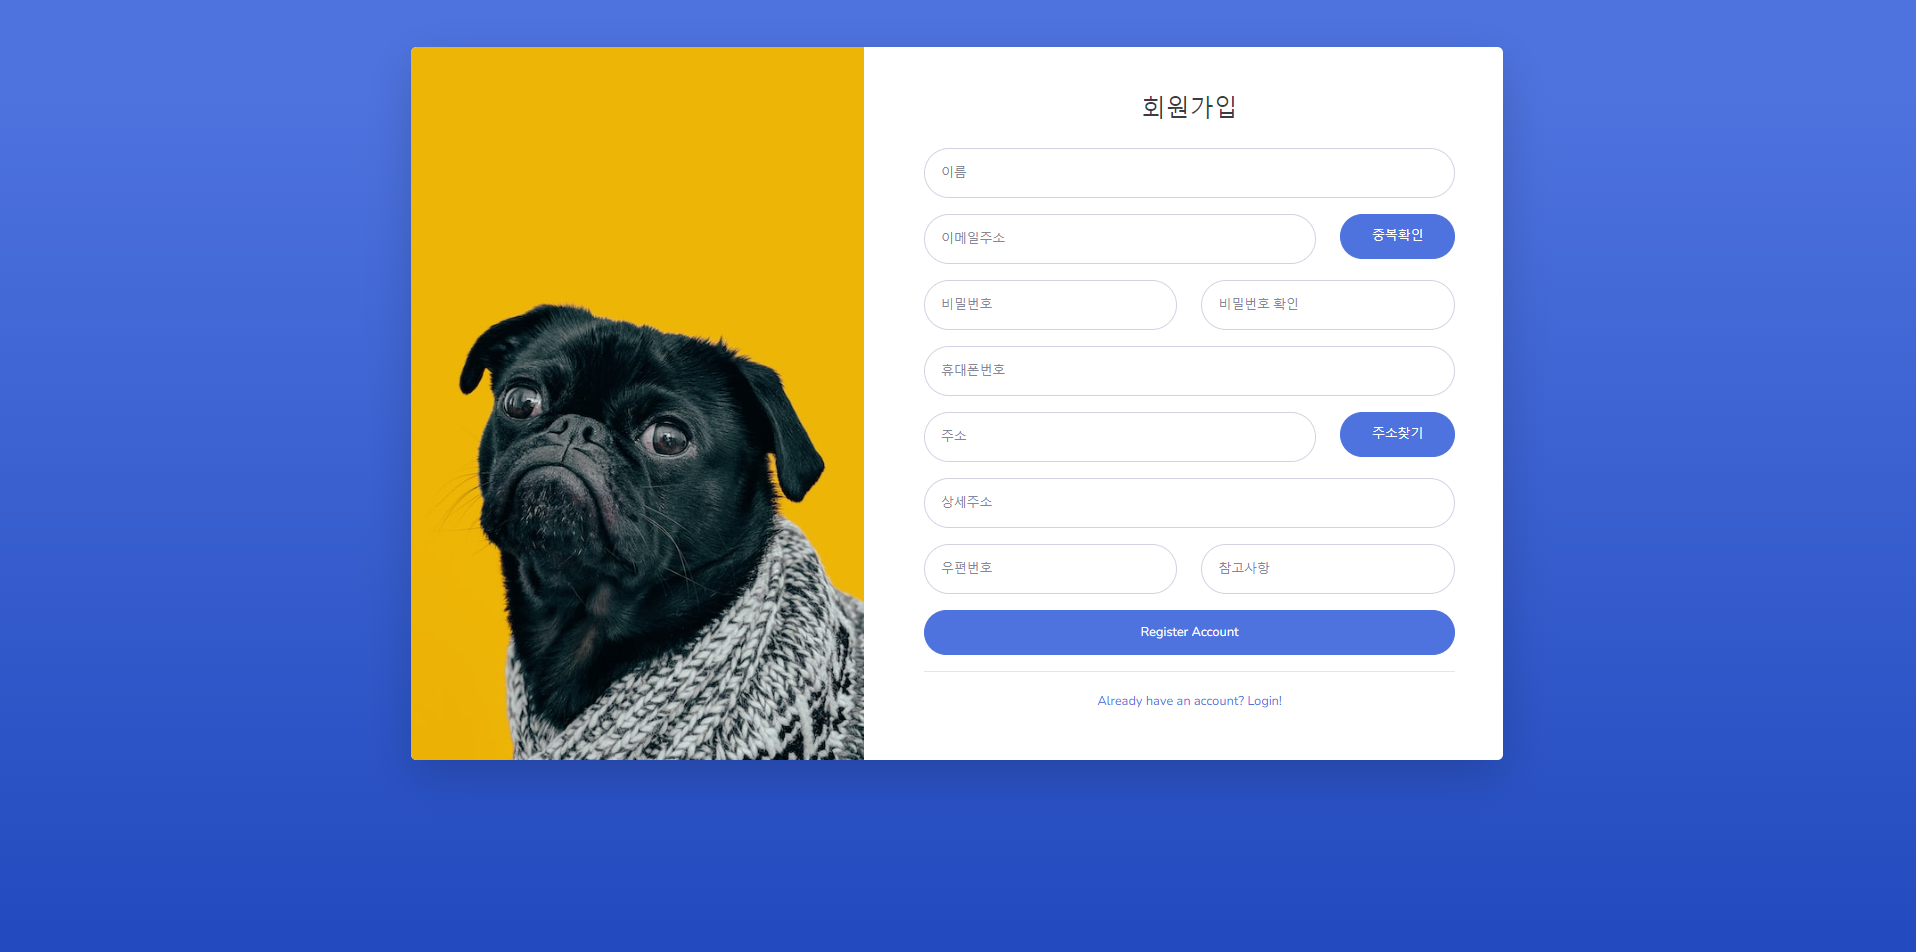 회원가입
이름
이메일주소
중복확인
비밀번호
비밀번호 확인
휴대폰번호
주소
주소찾기
상세주소
우편번호
참고사항
Register Account
Already have an account? Login!